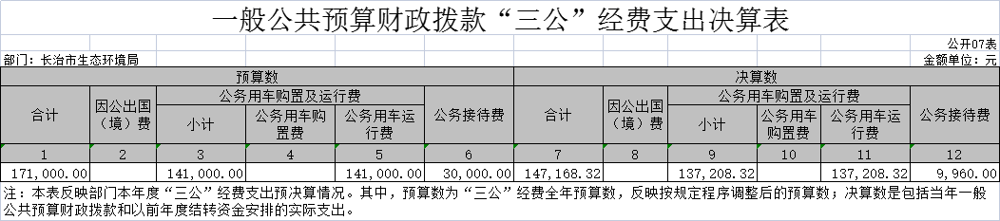 一般公共预算财政拨款“三公”经费支出决算表
公开07表
部门：长治市生态环境局 金额单位：元
预算数 决算数
合计 因公出国（境）费 公务用车购置及运行费 公务接待费 合计 因公出国（境）费 公务用车购置及运行费 公务接待费
小计 公务用车购置费 公务用车运行费 小计 公务用车购置费 公务用车运行费
1 2 3 4 5 6 7 8 9 10 11 12
171,000.00 141,000.00 141,000.00 30,000.00 147,168.32 137,208.32 137,208.32 9,960.00
注：本表反映部门本年度“三公”经费支出预决算情况。其中，预算数为“三公”经费全年预算数，反映按规定程序调整后的预算数；决算数是包括当年一般
公共预算财政拨款和以前年度结转资金安排的实际支出。